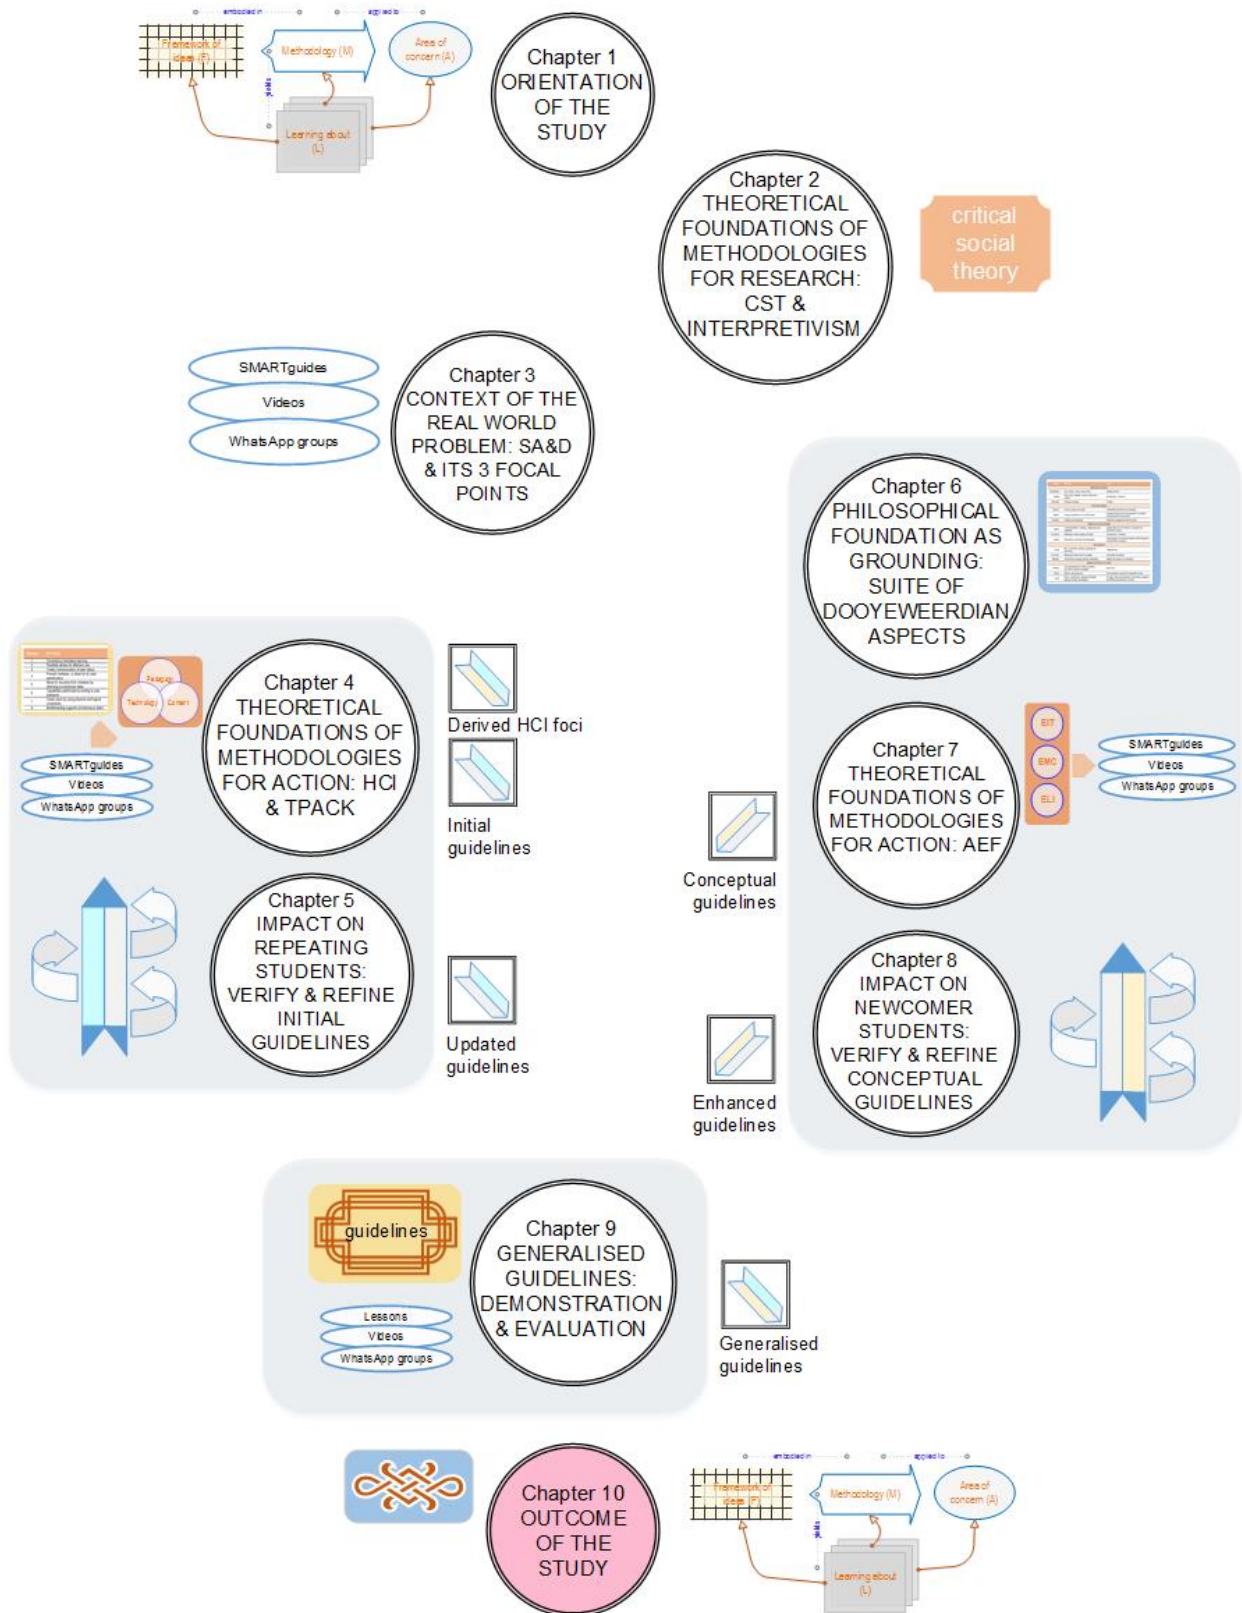 embodied in
applied to
Framework of
ideas (F)
Methodology (M)
Area of
concern (A)
yields
Learning about
(L)
Chapter 1
ORIENTATION
OF THE
STUDY
Chapter 2
THEORETICAL
FOUNDATIONS OF
METHODOLOGIES
FOR RESEARCH:
CST &
INTERPRETIVISM
critical
social
theory
SMARTguides
Videos
WhatsApp groups
Chapter 3
CONTEXT OF THE
REAL WORLD
PROBLEM: SA&D
& ITS 3 FOCAL
POINTS
Chapter 6
PHILOSOPHICAL
FOUNDATION AS
GROUNDING:
SUITE OF
DOOYEWEERDIAN
ASPECTS
Pedagogy
Technology
Content
SMARTguides
Videos
WhatsApp groups
Chapter 4
THEORETICAL
FOUNDATIONS OF
METHODOLOGIES
FOR ACTION: HCI
& TPACK
Derived HCI foci
Initial
guidelines
Chapter 7
THEORETICAL
FOUNDATIONS OF
METHODOLOGIES
FOR ACTION: AEF
EIT
EMC
ELI
SMARTguides
Videos
WhatsApp groups
Conceptual
guidelines
Chapter 5
IMPACT ON
REPEATING
STUDENTS:
VERIFY & REFINE
INITIAL
GUIDELINES
Updated
guidelines
Chapter 8
IMPACT ON
NEWCOMER
STUDENTS:
VERIFY & REFINE
CONCEPTUAL
GUIDELINES
Enhanced
guidelines
guidelines
Lessons
Videos
WhatsApp groups
Chapter 9
GENERALISED
GUIDELINES:
DEMONSTRATION
& EVALUATION
Generalised
guidelines
Chapter 10
OUTCOME
OF THE
STUDY
embodied in
applied to
Framework of
ideas (F)
Methodology (M)
Area of
concern (A)
yields
Learning about
(L)